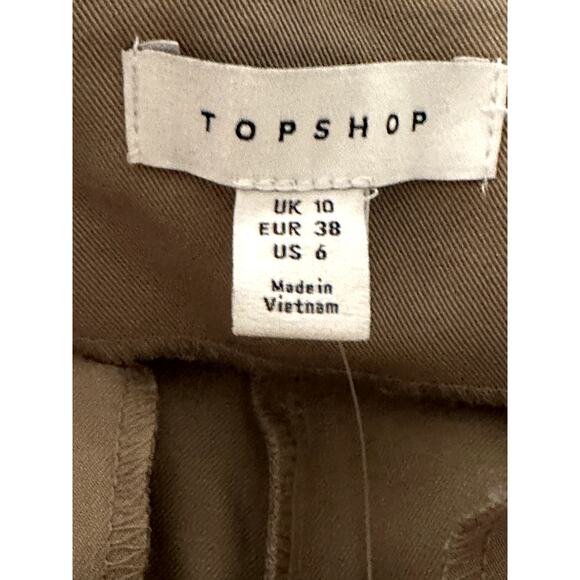 TOPSHOP
UK 10
EUR 38
US 6
Made in
Vietnam